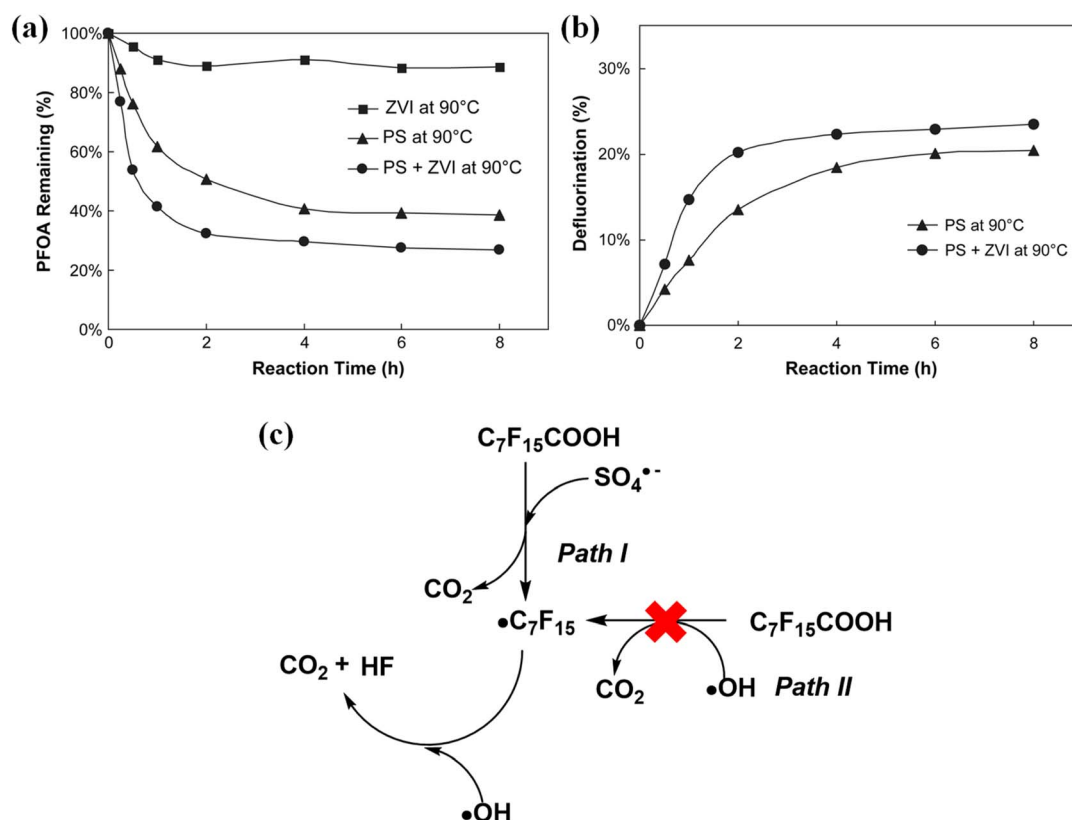 (a)
100%
80%
60%
40%
20%
0%
PFOA Remaining (%)
ZVI at 90°C
PS at 90°C
PS + ZVI at 90°C
0 2 4 6 8
Reaction Time (h)
(b)
30%
20%
10%
0%
Defluorination (%)
PS at 90°C
PS + ZVI at 90°C
0 2 4 6 8
Reaction Time (h)
(c)
C₇F₁₅COOH
SO₄•-
Path I
CO₂
•C₇F₁₅
C₇F₁₅COOH
CO₂
•OH Path II
CO₂ + HF
•OH